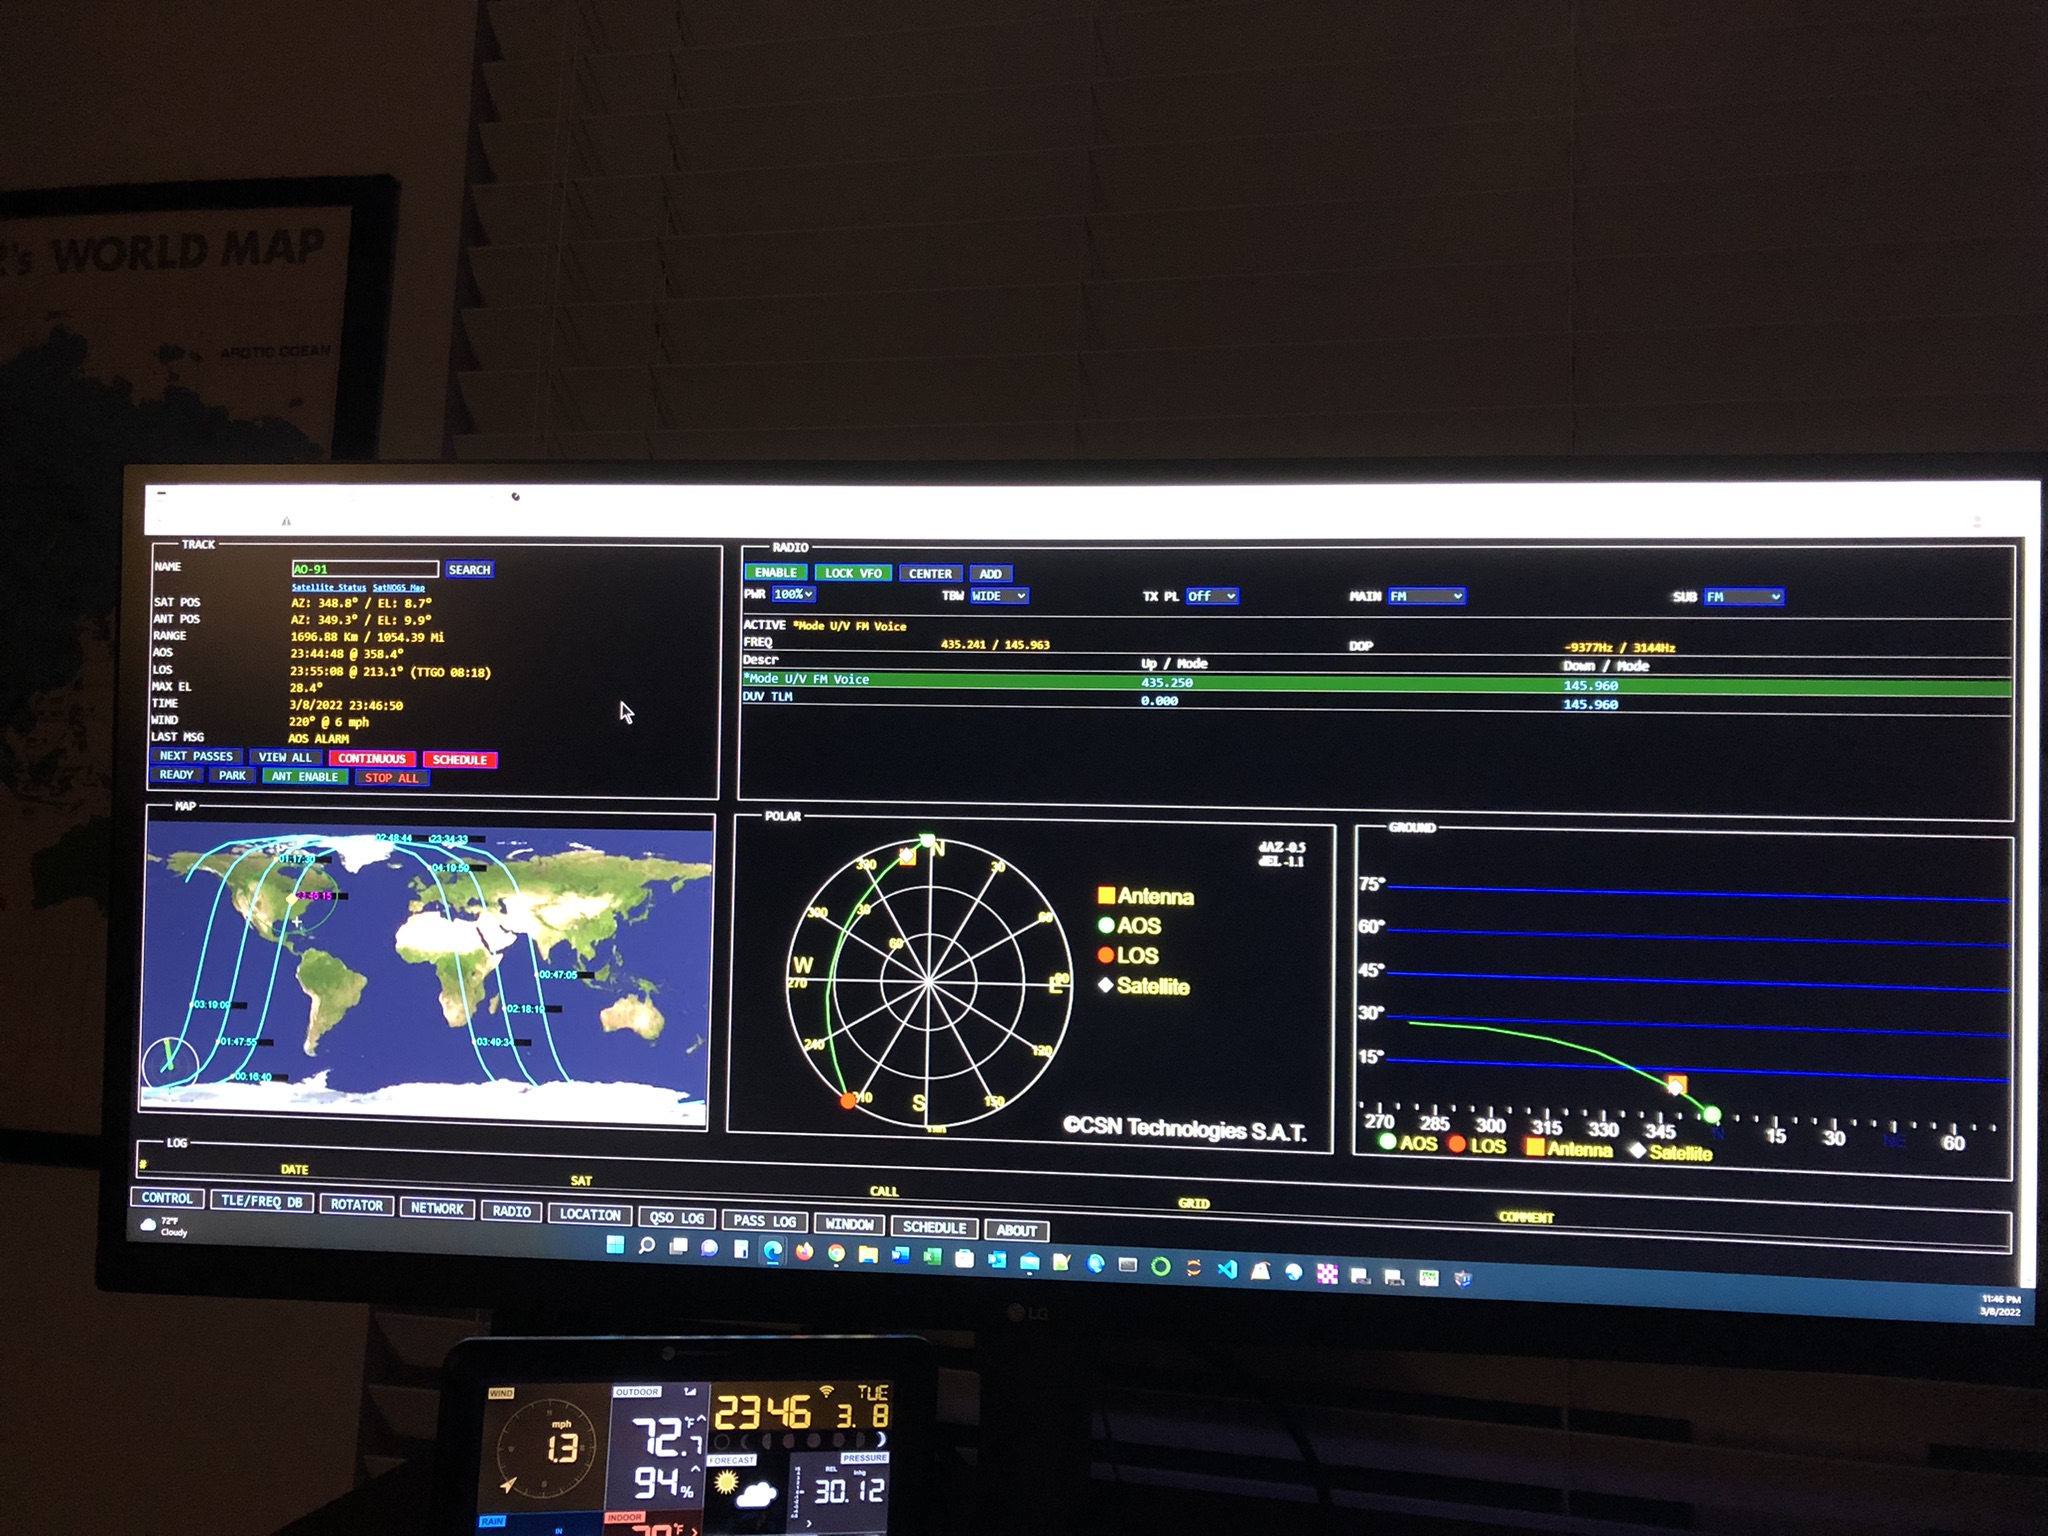 's WORLD MAP
ARCTIC OCEAN
TRACK
NAME AO-91 SEARCH
Satellite Status SatNOGS Map
SAT POS AZ: 348.8° / EL: 8.7°
ANT POS AZ: 349.3° / EL: 9.9°
RANGE 1696.88 Km / 1054.39 Mi
AOS 23:44:48 @ 358.4°
LOS 23:55:08 @ 213.1° (TTGO 08:18)
MAX EL 28.4°
TIME 3/8/2022 23:46:50
WIND 220° @ 6 mph
LAST MSG AOS ALARM
NEXT PASSES VIEW ALL CONTINUOUS SCHEDULE
READY PARK ANT ENABLE STOP ALL
RADIO
ENABLE LOCK VFO CENTER ADD
PWR 100% TBW WIDE TX PL Off MAIN FM SUB FM
ACTIVE *Mode U/V FM Voice
FREQ 435.241 / 145.963 DOP -9377Hz / 3144Hz
Descr Up / Mode Down / Mode
*Mode U/V FM Voice 435.250 145.960
DUV TLM 0.000 145.960
MAP
02:48:44 23:34:33
01:17:30 04:19:59
00:47:05
03:19:09 02:18:19
01:47:55 03:49:34
00:16:40
POLAR
dAZ -0.5
dEL -1.1
N
330 30
300 30 60
60
W 270 E 90
240 120
210 S 150
Antenna
AOS
LOS
Satellite
©CSN Technologies S.A.T.
GROUND
75°
60°
45°
30°
15°
270 285 300 315 330 345 N 15 30 NE 60
AOS LOS Antenna Satellite
LOG
# DATE SAT CALL GRID COMMENT
CONTROL TLE/FREQ DB ROTATOR NETWORK RADIO LOCATION QSO LOG PASS LOG WINDOW SCHEDULE ABOUT
72°F
Cloudy
11:46 PM
3/8/2022
LG
WIND
mph
1.3
OUTDOOR
72.7 °F
94%
23 46 TUE
3. 8
FORECAST
PRESSURE
REL inhg
30.12
RAIN
IN
INDOOR
°F